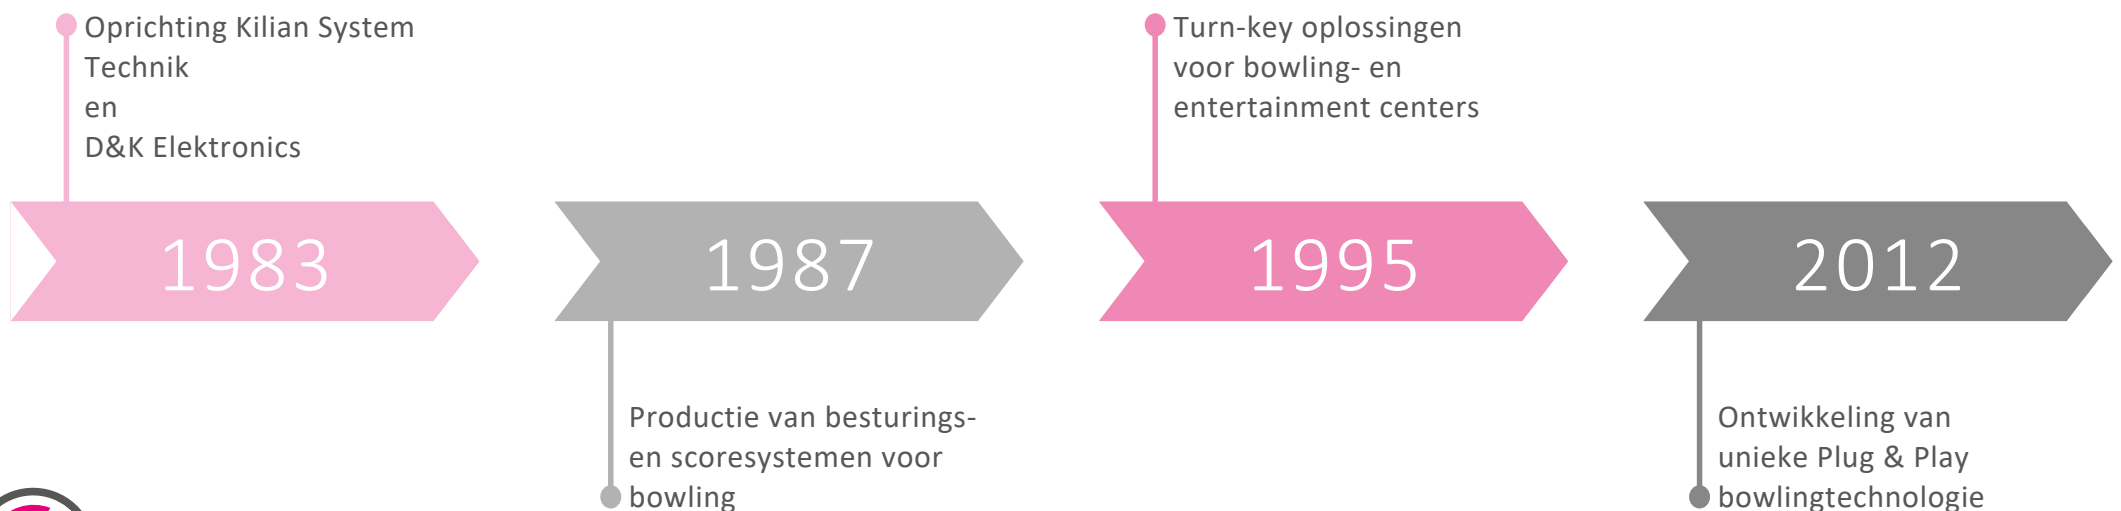 Oprichting Kilian System
Technik
en
D&K Elektronics
1983
1987
Productie van besturings-
en scoresystemen voor
bowling
Turn-key oplossingen
voor bowling- en
entertainment centers
1995
2012
Ontwikkeling van
unieke Plug & Play
bowlingtechnologie